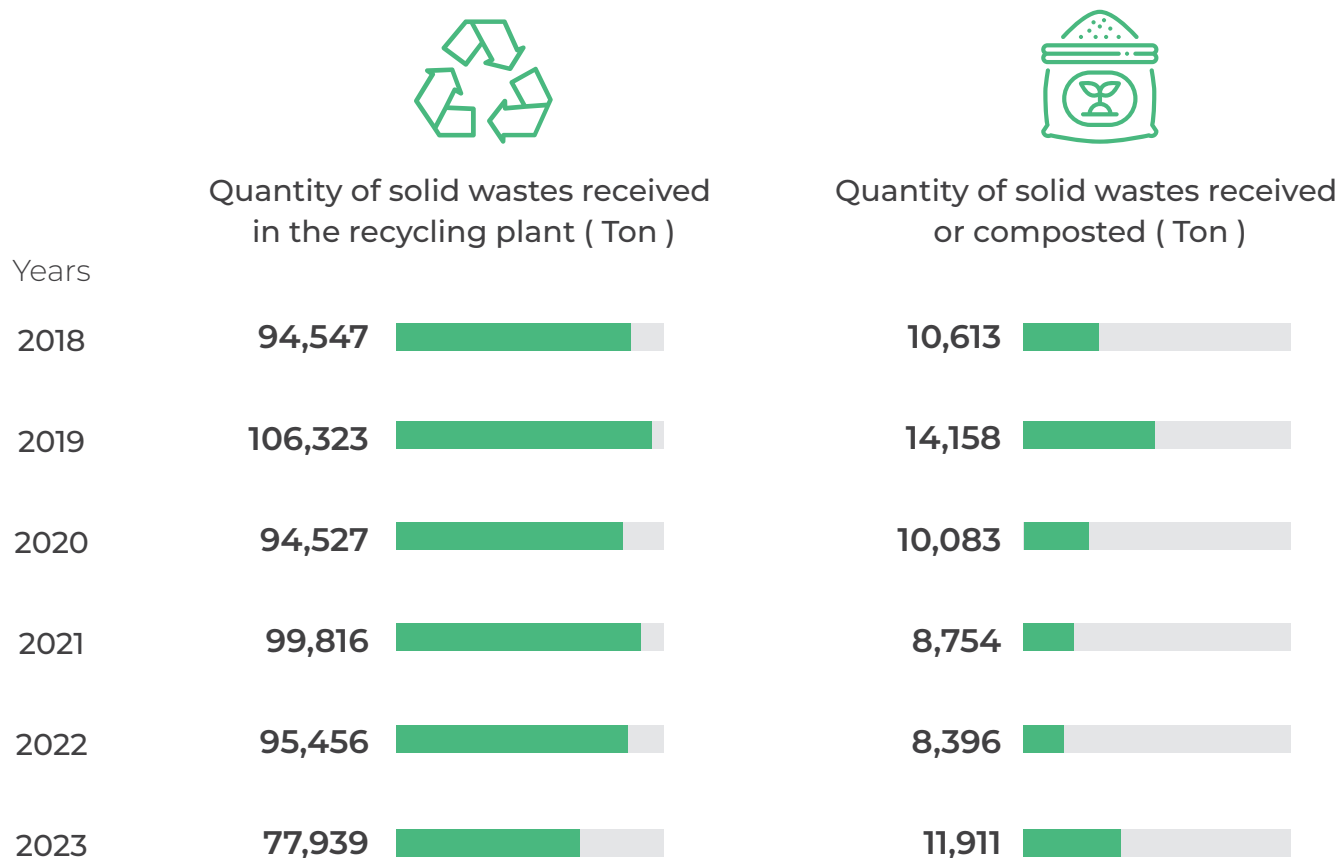 Quantity of solid wastes received
in the recycling plant ( Ton )
Quantity of solid wastes received
or composted ( Ton )
Years
2018 94,547 10,613
2019 106,323 14,158
2020 94,527 10,083
2021 99,816 8,754
2022 95,456 8,396
2023 77,939 11,911